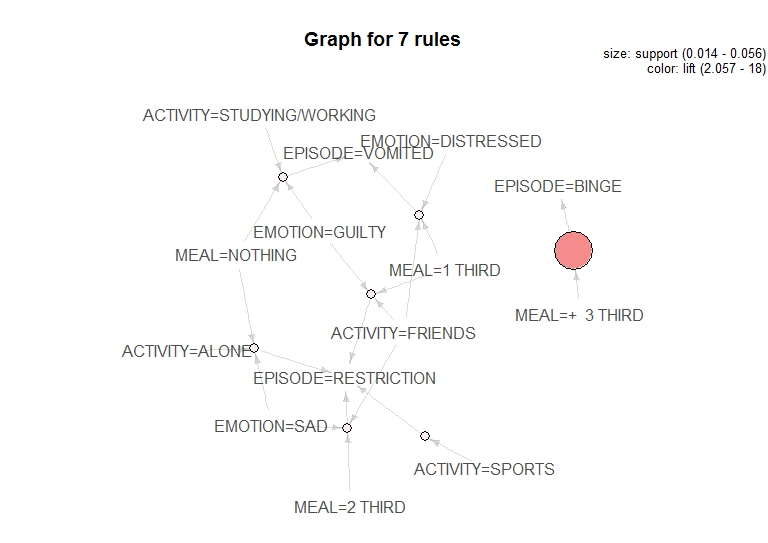 Graph for 7 rules
size: support (0.014 - 0.056)
color: lift (2.057 - 18)
ACTIVITY=STUDYING/WORKING
EMOTION=DISTRESSED
EPISODE=VOMITED
EPISODE=BINGE
EMOTION=GUILTY
MEAL=NOTHING
MEAL=1 THIRD
MEAL=+  3 THIRD
ACTIVITY=FRIENDS
ACTIVITY=ALONE
EPISODE=RESTRICTION
EMOTION=SAD
ACTIVITY=SPORTS
MEAL=2 THIRD